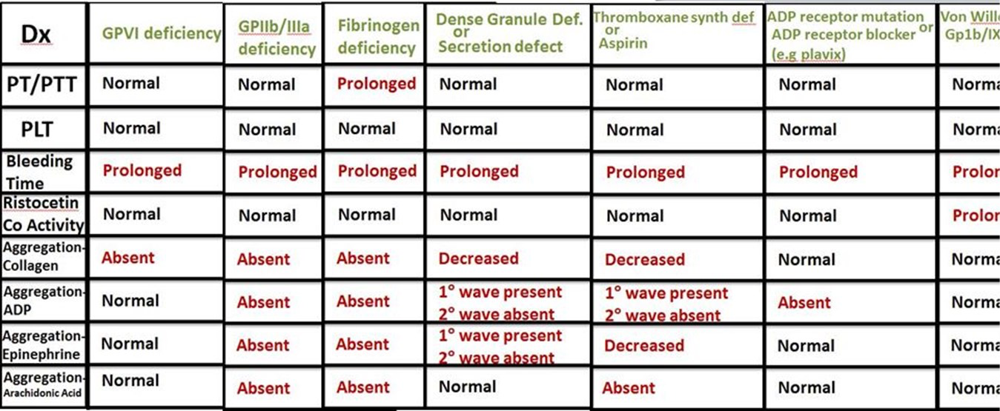 Dx GPVI deficiency GPIIb/IIIa deficiency Fibrinogen deficiency Dense Granule Def. or Secretion defect Thromboxane synth def or Aspirin ADP receptor mutation or ADP receptor blocker (e.g plavix) Von Wille Gp1b/IX
PT/PTT Normal Normal Prolonged Normal Normal Normal Norma
PLT Normal Normal Normal Normal Normal Normal Norma
Bleeding Time Prolonged Prolonged Prolonged Prolonged Prolonged Prolonged Prolon
Ristocetin Co Activity Normal Normal Normal Normal Normal Normal Prolon
Aggregation-Collagen Absent Absent Absent Decreased Decreased Normal Norma
Aggregation-ADP Normal Absent Absent 1° wave present 2° wave absent 1° wave present 2° wave absent Absent Norma
Aggregation-Epinephrine Normal Absent Absent 1° wave present 2° wave absent Decreased Normal Norma
Aggregation-Arachidonic Acid Normal Absent Absent Normal Absent Normal Norma